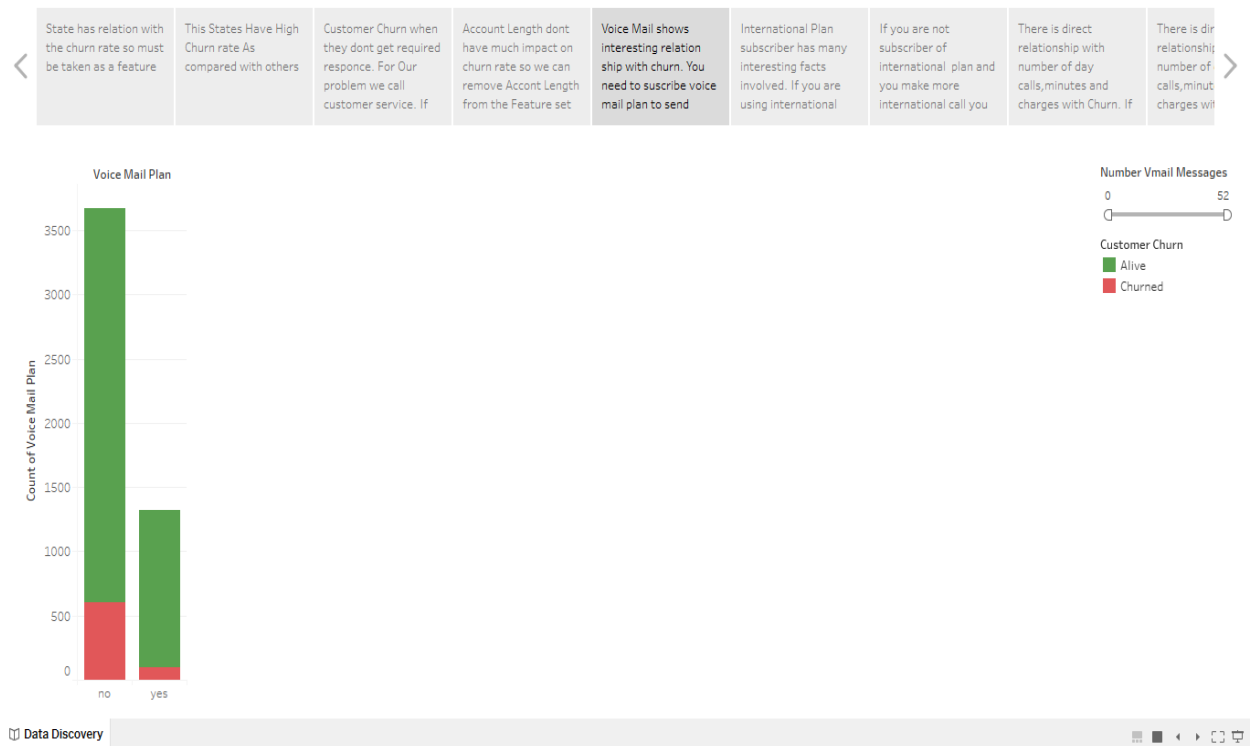 State has relation with
the churn rate so must
be taken as a feature
This States Have High
Churn rate As
compared with others
Customer Churn when
they dont get required
responce. For Our
problem we call
customer service. If
Account Length dont
have much impact on
churn rate so we can
remove Accont Length
from the Feature set
Voice Mail shows
interesting relation
ship with churn. You
need to suscribe voice
mail plan to send
International Plan
subscriber has many
interesting facts
involved. If you are
using international
If you are not
subscriber of
international plan and
you make more
international call you
There is direct
relationship with
number of day
calls,minutes and
charges with Churn. If
There is
number of
Voice Mail Plan
Number Vmail Messages
0 52
Customer Churn
Alive
Churned
Count of Voice Mail Plan
3500
3000
2500
2000
1500
1000
500
0
no yes
Data Discovery